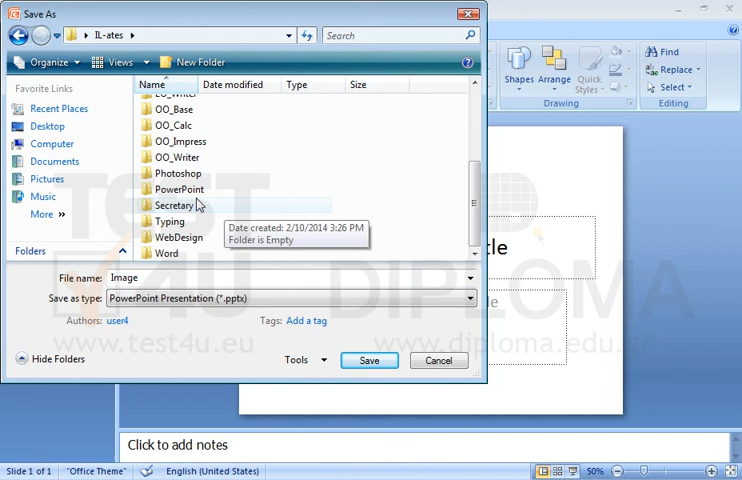 Save As
IL-ates
Search
Organize
Views
New Folder
Favorite Links
Recent Places
Desktop
Computer
Documents
Pictures
Music
More »
Folders
Name
Date modified
Type
Size
EO_Writer
OO_Base
OO_Calc
OO_Impress
OO_Writer
Photoshop
PowerPoint
Secretary
Typing
WebDesign
Word
Date created: 2/10/2014 3:26 PM
Folder is Empty
File name: Image
Save as type: PowerPoint Presentation (*.pptx)
Authors: user4
Tags: Add a tag
Hide Folders
Tools
Save
Cancel
Shapes
Arrange
Quick
Styles
Drawing
Find
Replace
Select
Editing
TEST
4U
DIPLOMA
www.test4u.eu
www.diploma.edu.gr
Click to add notes
Slide 1 of 1
"Office Theme"
English (United States)
50%